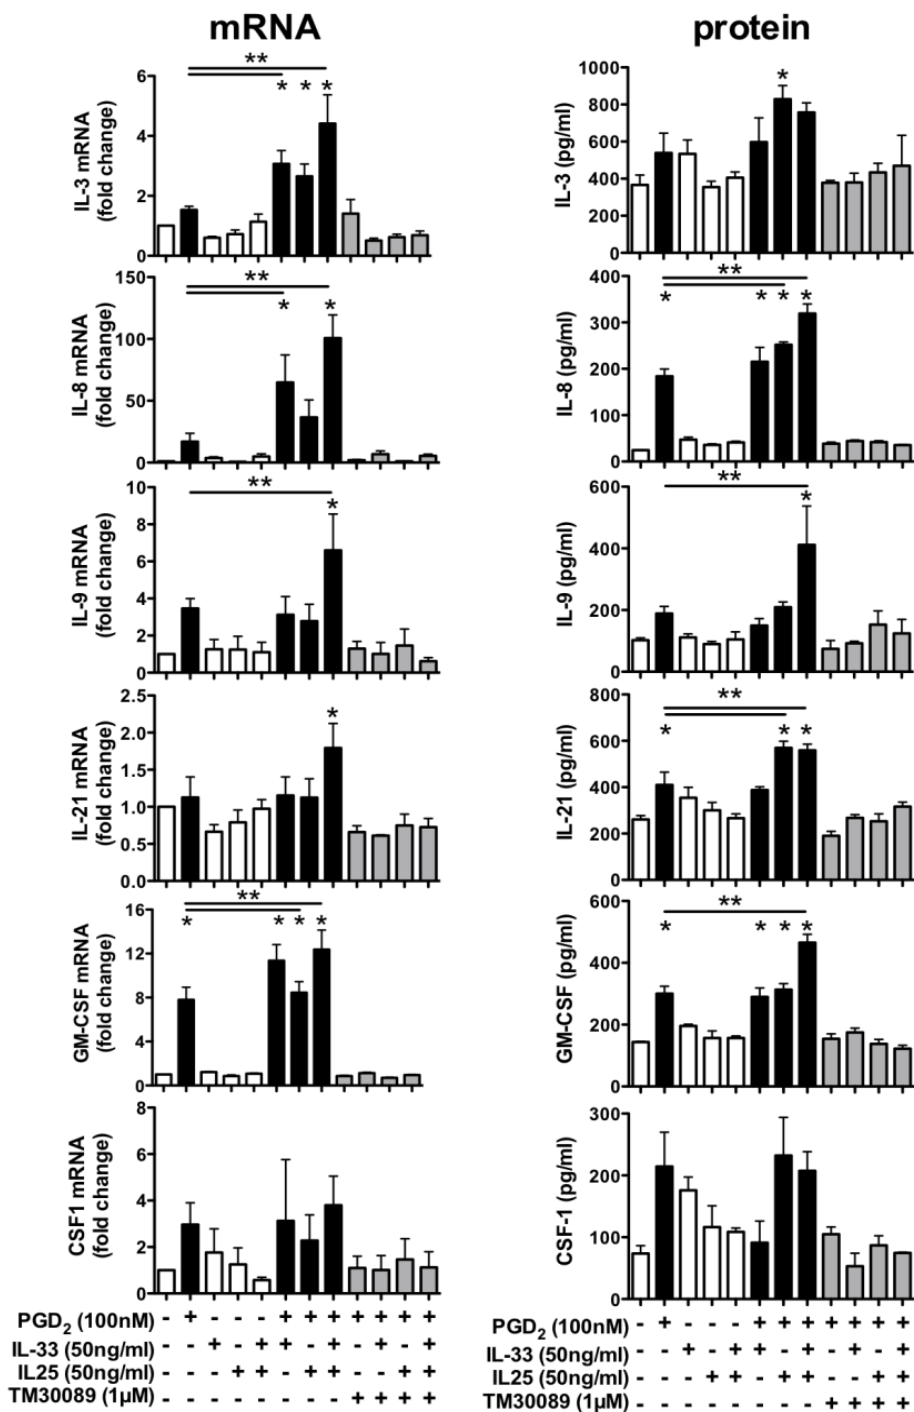 mRNA
IL-3 mRNA
(fold change)
6
4
2
0
**
* * *
IL-8 mRNA
(fold change)
150
100
50
0
**
* *
IL-9 mRNA
(fold change)
10
8
6
4
2
0
**
*
IL-21 mRNA
(fold change)
2.5
2.0
1.5
1.0
0.5
0.0
*
GM-CSF mRNA
(fold change)
16
12
8
4
0
**
* * * *
CSF1 mRNA
(fold change)
8
6
4
2
0
PGD₂ (100nM) - + - - - + + + + + + +
IL-33 (50ng/ml) - - + - + + - + - + - +
IL25 (50ng/ml) - - - + + - + + - - + +
TM30089 (1µM) - - - - - - - - + + + +
protein
IL-3 (pg/ml)
1000
800
600
400
200
0
*
IL-8 (pg/ml)
400
300
200
100
0
**
* * * *
IL-9 (pg/ml)
600
400
200
0
**
*
IL-21 (pg/ml)
800
600
400
200
0
**
* * *
GM-CSF (pg/ml)
600
400
200
0
**
* * * *
CSF-1 (pg/ml)
300
200
100
0
PGD₂ (100nM) - + - - - + + + + + + +
IL-33 (50ng/ml) - - + - + + - + - + - +
IL25 (50ng/ml) - - - + + - + + - - + +
TM30089 (1µM) - - - - - - - - + + + +